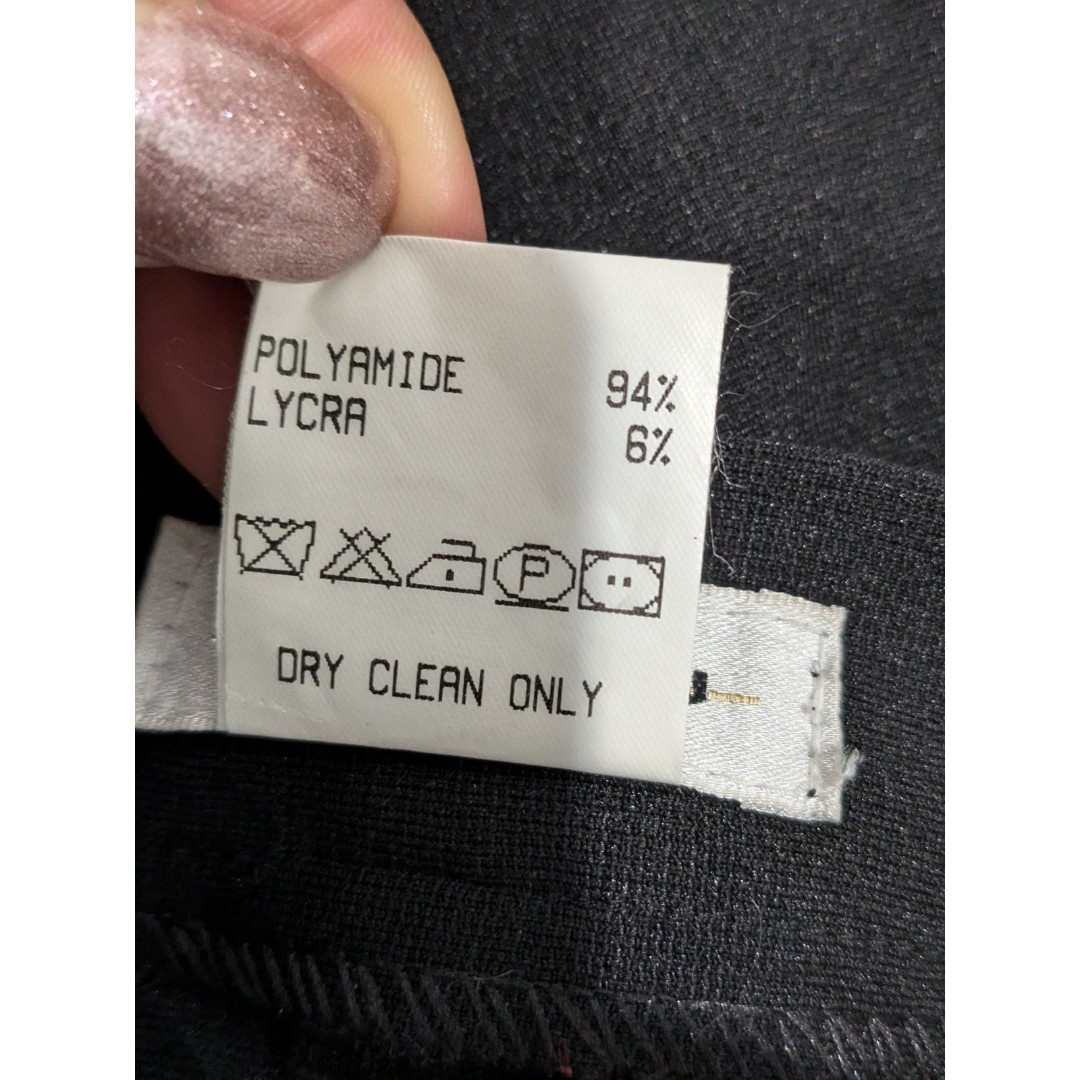 POLYAMIDE 94%
LYCRA 6%
P
DRY CLEAN ONLY